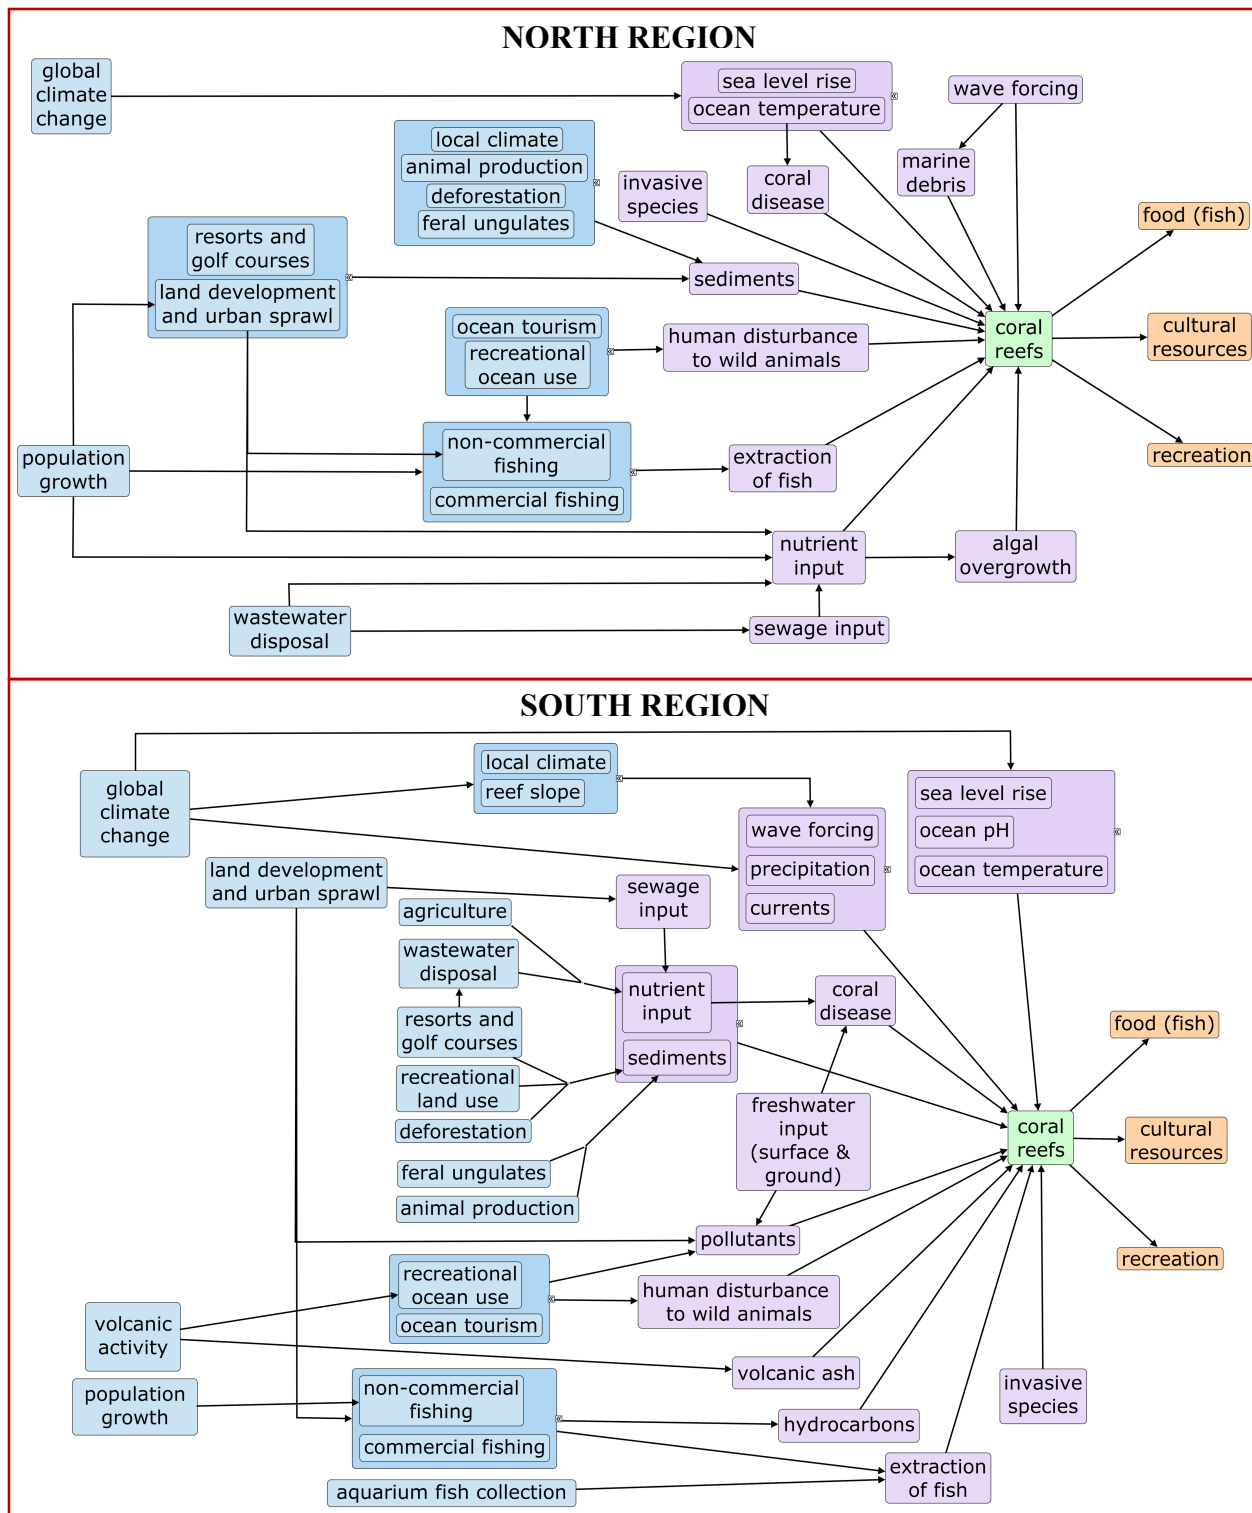 NORTH REGION
global
climate
change
sea level rise
ocean temperature
wave forcing
local climate
animal production
deforestation
feral ungulates
invasive
species
coral
disease
marine
debris
food (fish)
resorts and
golf courses
land development
and urban sprawl
sediments
ocean tourism
recreational
ocean use
human disturbance
to wild animals
coral
reefs
cultural
resources
population
growth
non-commercial
fishing
commercial fishing
extraction
of fish
recreation
nutrient
input
algal
overgrowth
wastewater
disposal
sewage input
SOUTH REGION
global
climate
change
local climate
reef slope
sea level rise
ocean pH
ocean temperature
wave forcing
precipitation
currents
land development
and urban sprawl
sewage
input
agriculture
wastewater
disposal
nutrient
input
sediments
coral
disease
resorts and
golf courses
recreational
land use
deforestation
feral ungulates
animal production
freshwater
input
(surface &
ground)
food (fish)
coral
reefs
cultural
resources
pollutants
recreation
recreational
ocean use
ocean tourism
human disturbance
to wild animals
volcanic
activity
volcanic ash
population
growth
non-commercial
fishing
commercial fishing
hydrocarbons
invasive
species
extraction
of fish
aquarium fish collection